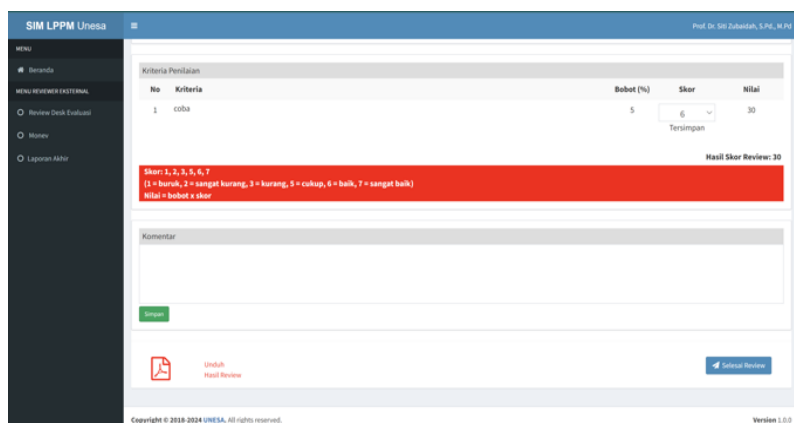 SIM LPPM Unesa
Prof. Dr. Siti Zubaidah, S.Pd., M.Pd
MENU
Beranda
MENU REVIEWER EKSTERNAL
Review Desk Evaluasi
Monev
Laporan Akhir
Kriteria Penilaian
No Kriteria Bobot (%) Skor Nilai
1 coba 5 6 30
Tersimpan
Hasil Skor Review: 30
Skor: 1, 2, 3, 5, 6, 7
(1 = buruk, 2 = sangat kurang, 3 = kurang, 5 = cukup, 6 = baik, 7 = sangat baik)
Nilai = bobot x skor
Komentar
Simpan
Unduh
Hasil Review
Selesai Review
Copyright © 2018-2024 UNESA. All rights reserved. Version 1.0.0